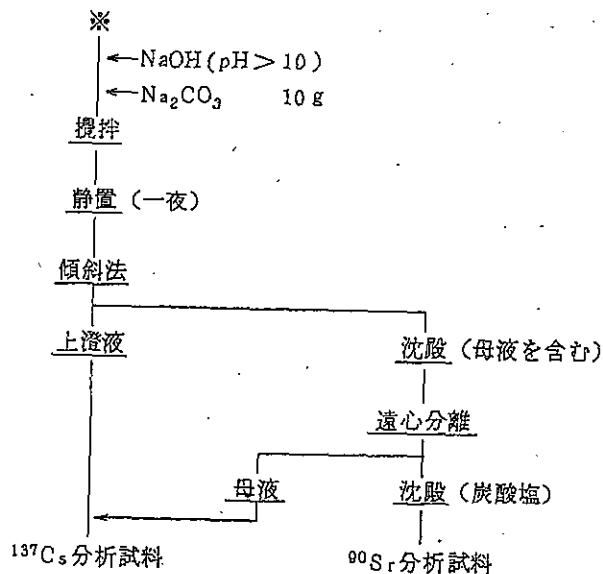 ※
←NaOH(pH>10)
←Na₂CO₃ 10g
攪拌
静置(一夜)
傾斜法
上澄液 沈殿(母液を含む)
遠心分離
母液 沈殿(炭酸塩)
¹³⁷Cs分析試料 ⁹⁰Sr分析試料